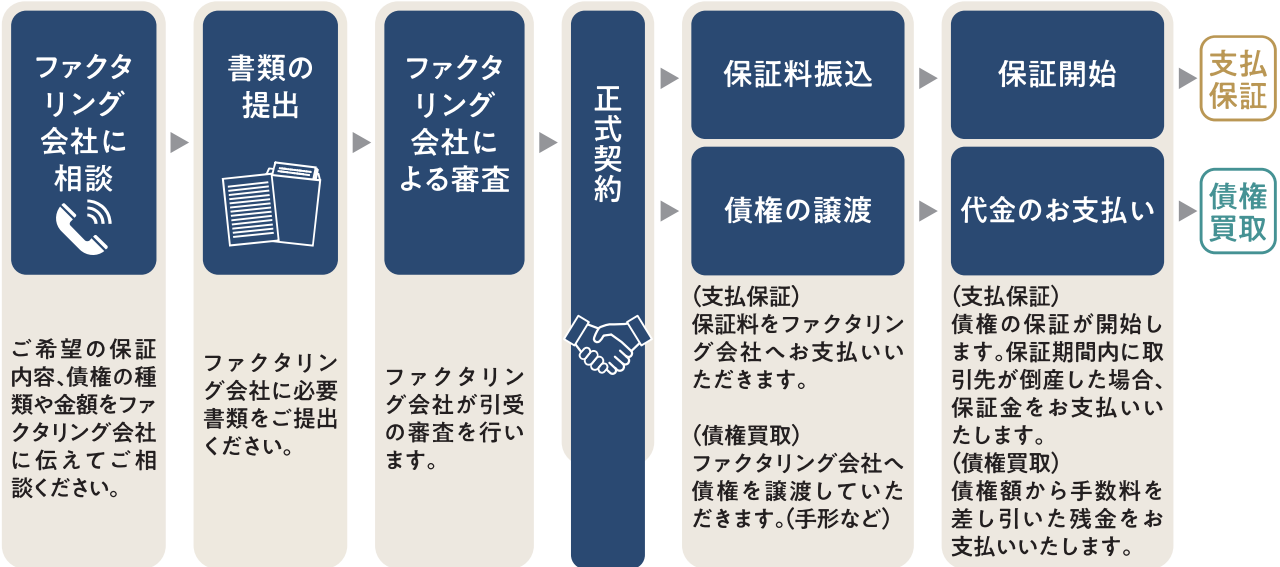 ファクタ
リング
会社に
相談
ご希望の保証
内容、債権の種
類や金額をファ
クタリング会社
に伝えてご相
談ください。
書類の
提出
ファクタリン
グ会社に必要
書類をご提出
ください。
ファクタ
リング
会社に
よる審査
ファクタリン
グ会社が引受
の審査を行い
ます。
正式契約
保証料振込
債権の譲渡
(支払保証)
保証料をファクタリン
グ会社へお支払いい
ただきます。
(債権買取)
ファクタリング会社へ
債権を譲渡していた
だきます。(手形など)
保証開始
代金のお支払い
(支払保証)
債権の保証が開始し
ます。保証期間内に取
引先が倒産した場合、
保証金をお支払いい
たします。
(債権買取)
債権額から手数料を
差し引いた残金をお
支払いいたします。
支払
保証
債権
買取